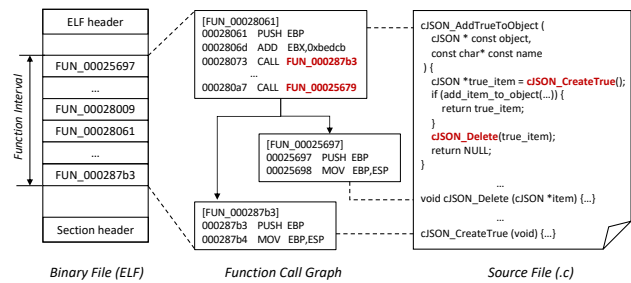 ELF header
FUN_00025697
...
FUN_00028009
FUN_00028061
...
FUN_000287b3
Section header
Function Interval
Binary File (ELF)
[FUN_00028061]
00028061 PUSH EBP
0002806d ADD EBX,0xbedcb
00028073 CALL FUN_000287b3
...
000280a7 CALL FUN_00025679
[FUN_00025697]
00025697 PUSH EBP
00025698 MOV EBP,ESP
[FUN_000287b3]
000287b3 PUSH EBP
000287b4 MOV EBP,ESP
Function Call Graph
cJSON_AddTrueToObject (
cJSON * const object,
const char* const name
) {
cJSON *true_item = cJSON_CreateTrue();
if (add_item_to_object(...)) {
return true_item;
}
cJSON_Delete(true_item);
return NULL;
}
...
void cJSON_Delete (cJSON *item) {...}
...
cJSON_CreateTrue (void) {...}
Source File (.c)